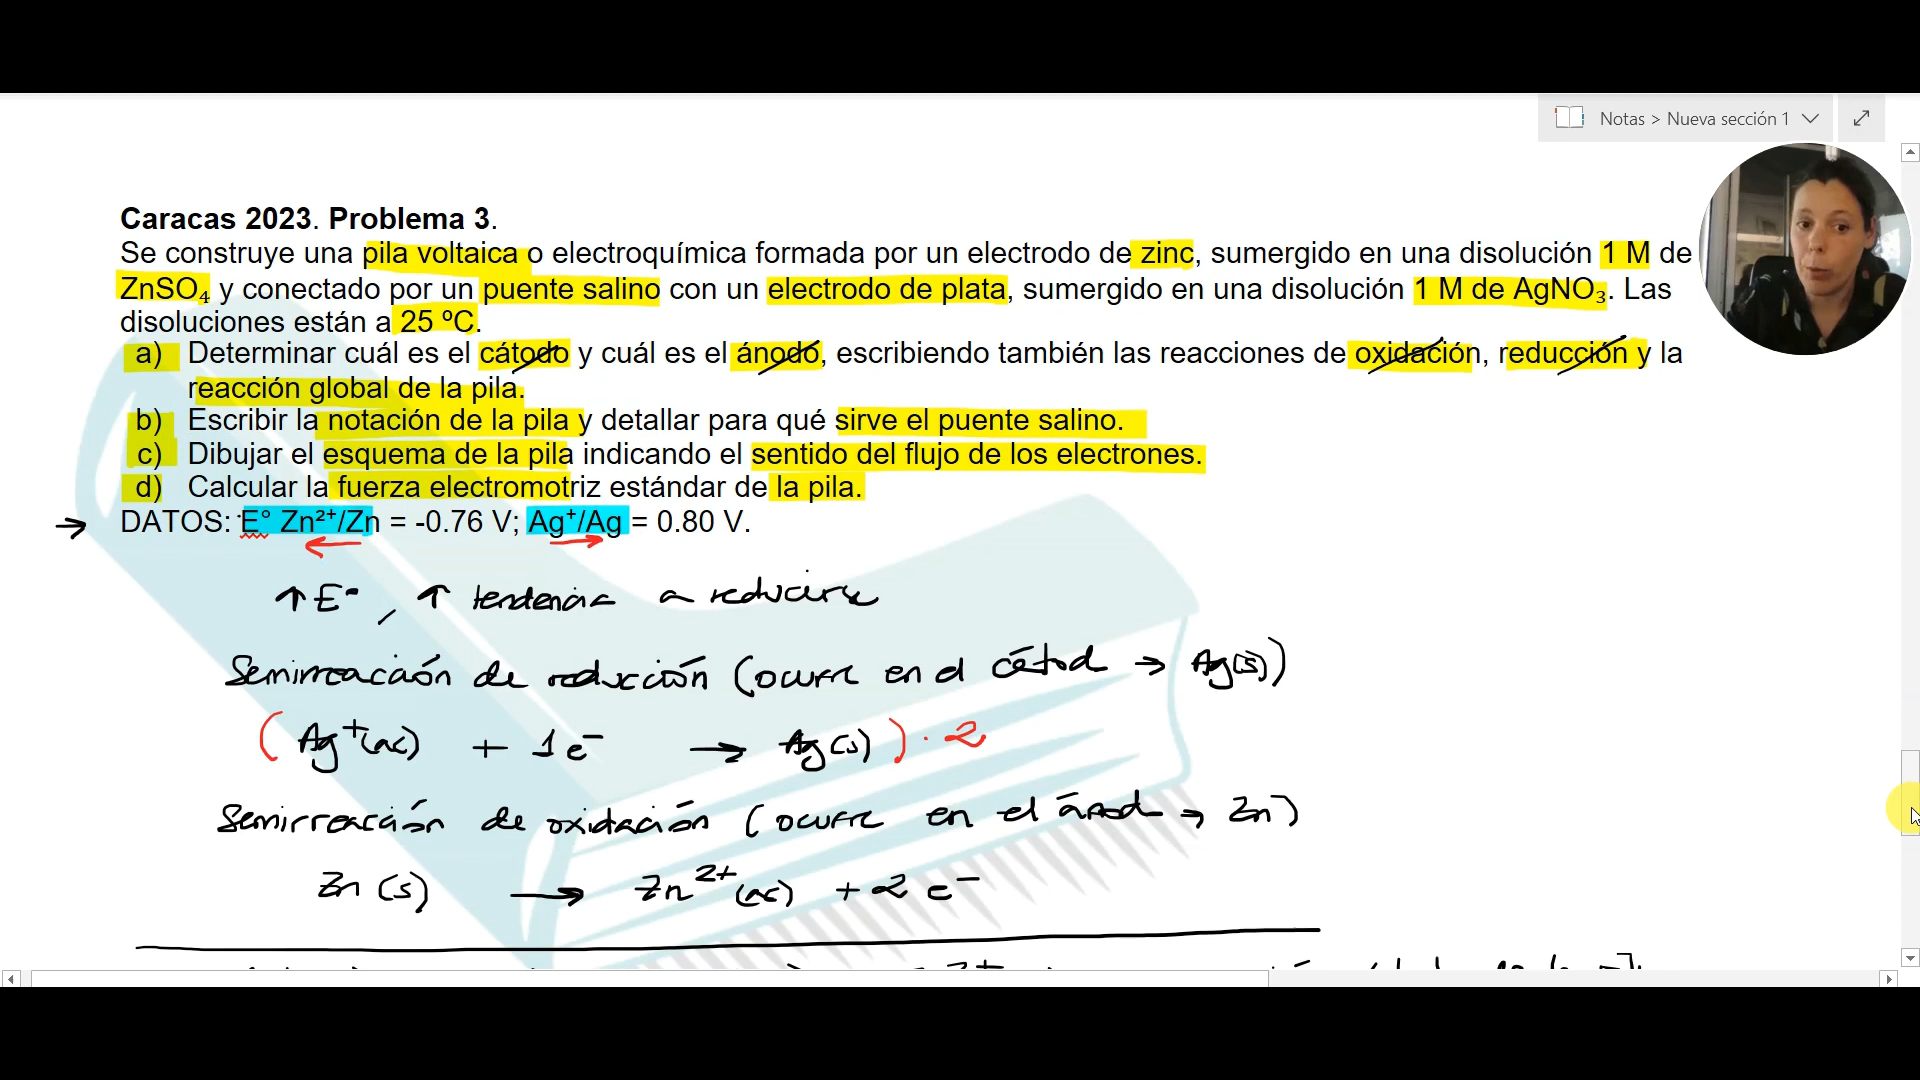 Notas > Nueva sección 1
Caracas 2023. Problema 3.
Se construye una pila voltaica o electroquímica formada por un electrodo de zinc, sumergido en una disolución 1 M de
ZnSO₄ y conectado por un puente salino con un electrodo de plata, sumergido en una disolución 1 M de AgNO₃. Las
disoluciones están a 25 ºC.
a) Determinar cuál es el cátodo y cuál es el ánodo, escribiendo también las reacciones de oxidación, reducción y la
reacción global de la pila.
b) Escribir la notación de la pila y detallar para qué sirve el puente salino.
c) Dibujar el esquema de la pila indicando el sentido del flujo de los electrones.
d) Calcular la fuerza electromotriz estándar de la pila.
→ DATOS: E° Zn²⁺/Zn = -0.76 V; Ag⁺/Ag = 0.80 V.
↑ E°, ↑ tendencia a reducirse
Semirreacción de reducción (ocurre en el cátodo → Ag(s))
(Ag⁺(ac) + 1e⁻ → Ag(s)) · 2
Semirreacción de oxidación (ocurre en el ánodo → Zn)
Zn (s) → Zn²⁺(ac) + 2 e⁻